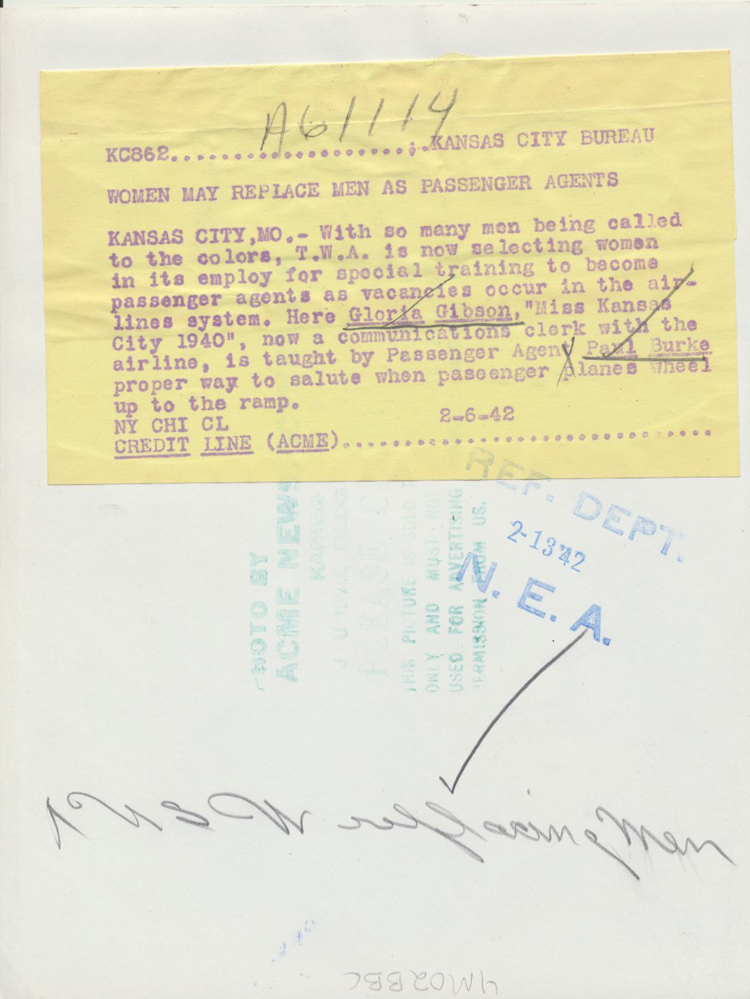 A61114
KC862......................;.KANSAS CITY BUREAU
WOMEN MAY REPLACE MEN AS PASSENGER AGENTS
KANSAS CITY,MO.- With so many men being called
to the colors, T.W.A. is now selecting women
in its employ for special training to become
passenger agents as vacancies occur in the air-
lines system. Here Gloria Gibson,"Miss Kansas
City 1940", now a communications clerk with the
airline, is taught by Passenger Agent Paul Burke
proper way to salute when passenger planes wheel
up to the ramp.
NY CHI CL 2-6-42
CREDIT LINE (ACME)...................................
REF. DEPT.
2-13'42
N. E. A.
PHOTO BY
ACME NEWS
KANSAS
PLEASE C
THIS PICTURE IS SOLD
ONLY AND MUST NOT
USED FOR ADVERTISING
PERMISSION FROM US.
replacing Men